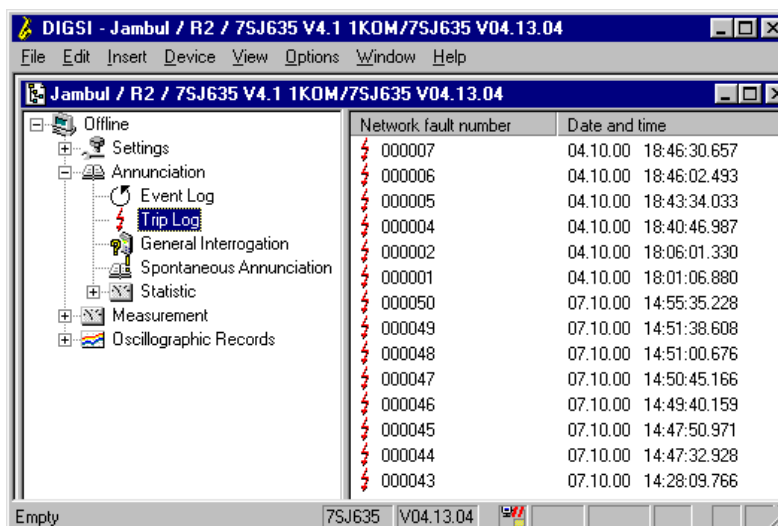 DIGSI - Jambul / R2 / 7SJ635 V4.1 1KOM/7SJ635 V04.13.04
File Edit Insert Device View Options Window Help
Jambul / R2 / 7SJ635 V4.1 1KOM/7SJ635 V04.13.04
Offline
Settings
Annunciation
Event Log
Trip Log
General Interrogation
Spontaneous Annunciation
Statistic
Measurement
Oscillographic Records
Network fault number Date and time
000007 04.10.00 18:46:30.657
000006 04.10.00 18:46:02.493
000005 04.10.00 18:43:34.033
000004 04.10.00 18:40:46.987
000002 04.10.00 18:06:01.330
000001 04.10.00 18:01:06.880
000050 07.10.00 14:55:35.228
000049 07.10.00 14:51:38.608
000048 07.10.00 14:51:00.676
000047 07.10.00 14:50:45.166
000046 07.10.00 14:49:40.159
000045 07.10.00 14:47:50.971
000044 07.10.00 14:47:32.928
000043 07.10.00 14:28:09.766
Empty 7SJ635 V04.13.04